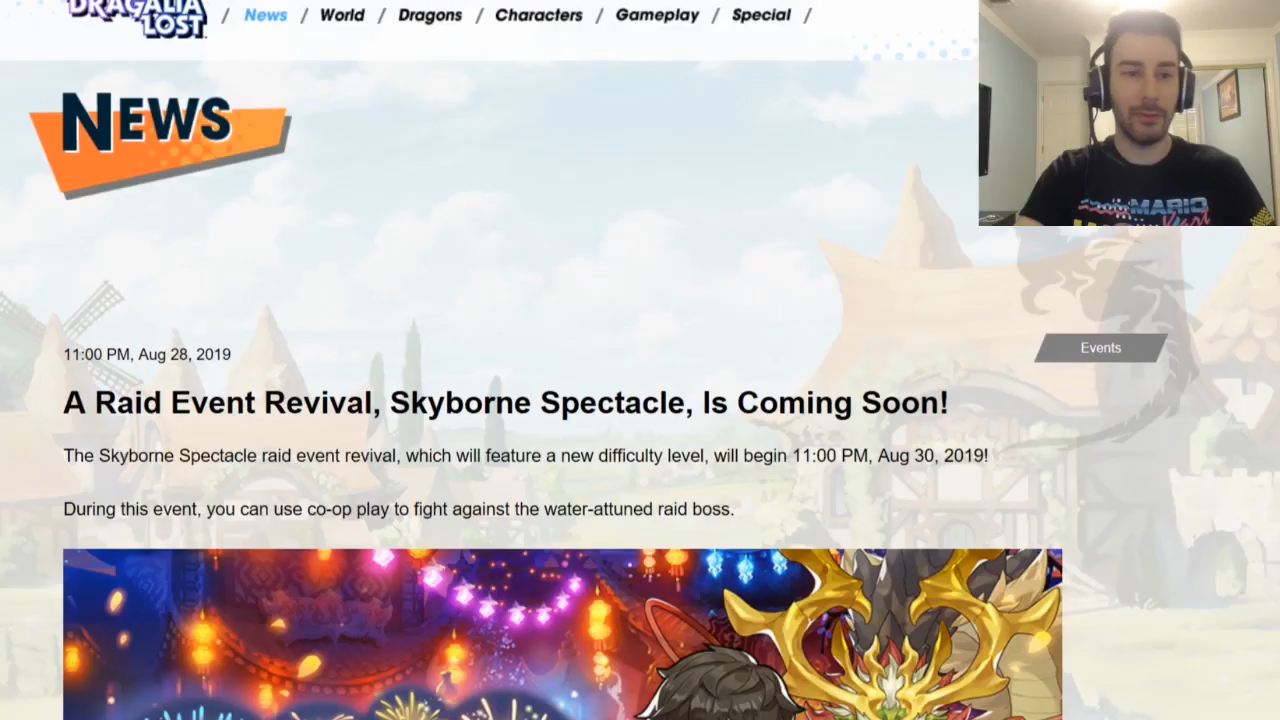 DRAGALIA
LOST
/ News / World / Dragons / Characters / Gameplay / Special /
NEWS
MARIO
Kart
11:00 PM, Aug 28, 2019
Events
A Raid Event Revival, Skyborne Spectacle, Is Coming Soon!
The Skyborne Spectacle raid event revival, which will feature a new difficulty level, will begin 11:00 PM, Aug 30, 2019!
During this event, you can use co-op play to fight against the water-attuned raid boss.